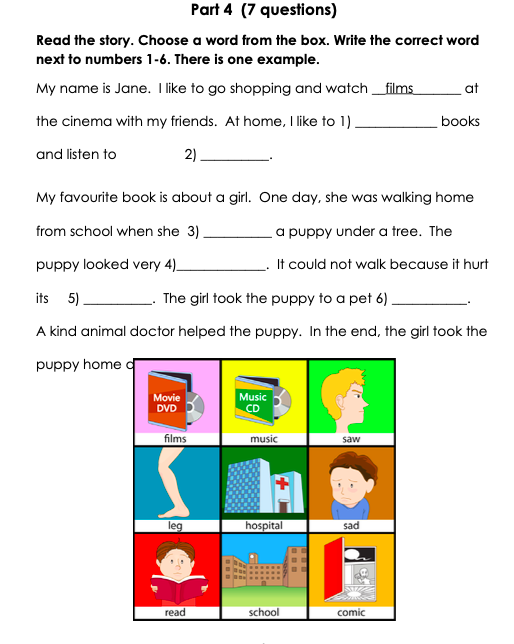 Part 4 (7 questions)
Read the story. Choose a word from the box. Write the correct word
next to numbers 1-6. There is one example.
My name is Jane. I like to go shopping and watch __films______ at
the cinema with my friends. At home, I like to 1) ___________ books
and listen to 2) _________.
My favourite book is about a girl. One day, she was walking home
from school when she 3) _________ a puppy under a tree. The
puppy looked very 4)____________. It could not walk because it hurt
its 5) _________. The girl took the puppy to a pet 6) __________.
A kind animal doctor helped the puppy. In the end, the girl took the
puppy home
Movie DVD
Music CD
films music saw
leg hospital sad
read school comic